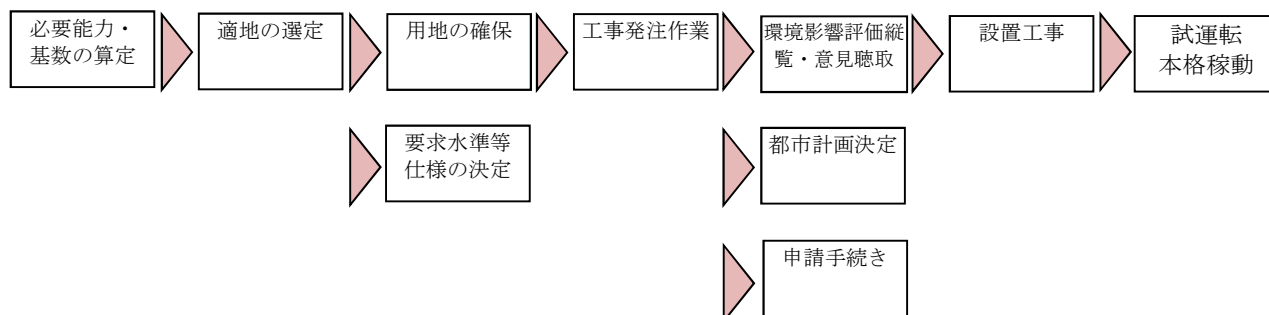 必要能力・
基数の算定
適地の選定
用地の確保
工事発注作業
環境影響評価縦
覧・意見聴取
設置工事
試運転
本格稼動
要求水準等
仕様の決定
都市計画決定
申請手続き